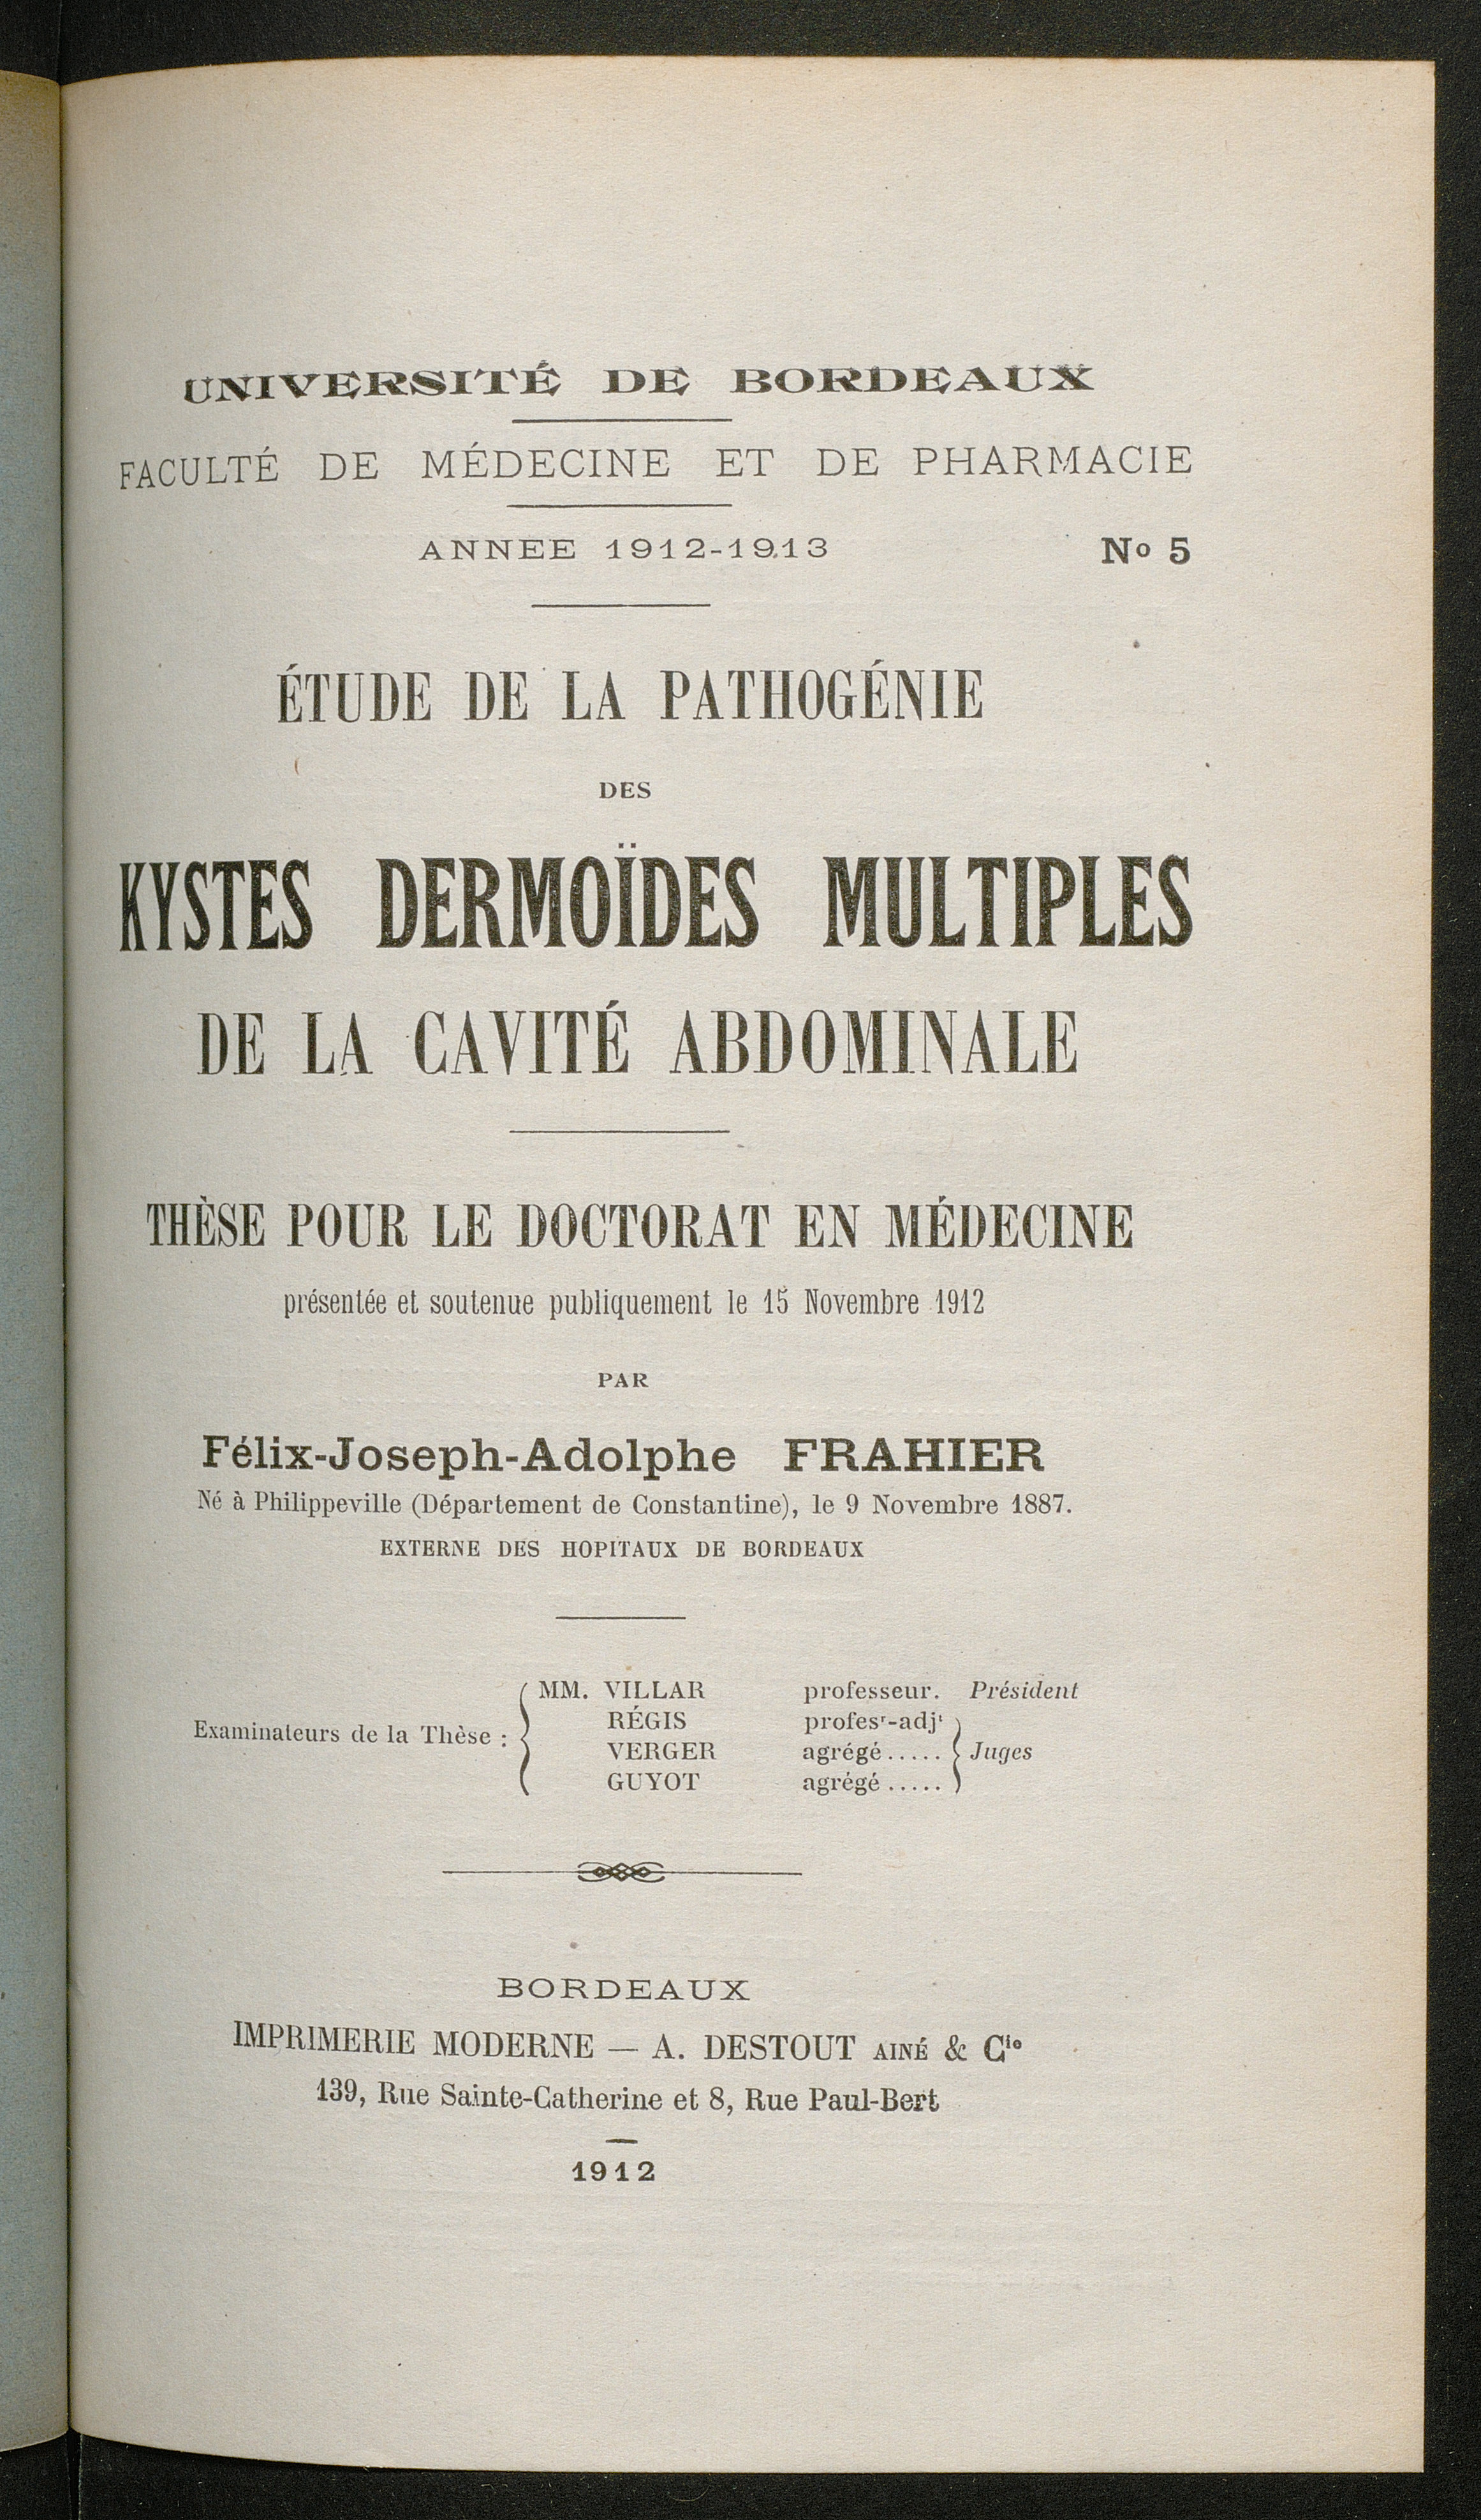 UNIVERSITÉ DE BORDEAUX
FACULTÉ DE MÉDECINE ET DE PHARMACIE
ANNEE 1912-1913 No 5
ÉTUDE DE LA PATHOGÉNIE
DES
KYSTES DERMOÏDES MULTIPLES
DE LA CAVITÉ ABDOMINALE
THÈSE POUR LE DOCTORAT EN MÉDECINE
présentée et soutenue publiquement le 15 Novembre 1912
PAR
Félix-Joseph-Adolphe FRAHIER
Né à Philippeville (Département de Constantine), le 9 Novembre 1887.
EXTERNE DES HOPITAUX DE BORDEAUX
Examinateurs de la Thèse :
MM. VILLAR professeur. Président
RÉGIS profesr-adjt
VERGER agrégé..... Juges
GUYOT agrégé.....
BORDEAUX
IMPRIMERIE MODERNE — A. DESTOUT AINÉ & Cie
139, Rue Sainte-Catherine et 8, Rue Paul-Bert
1912